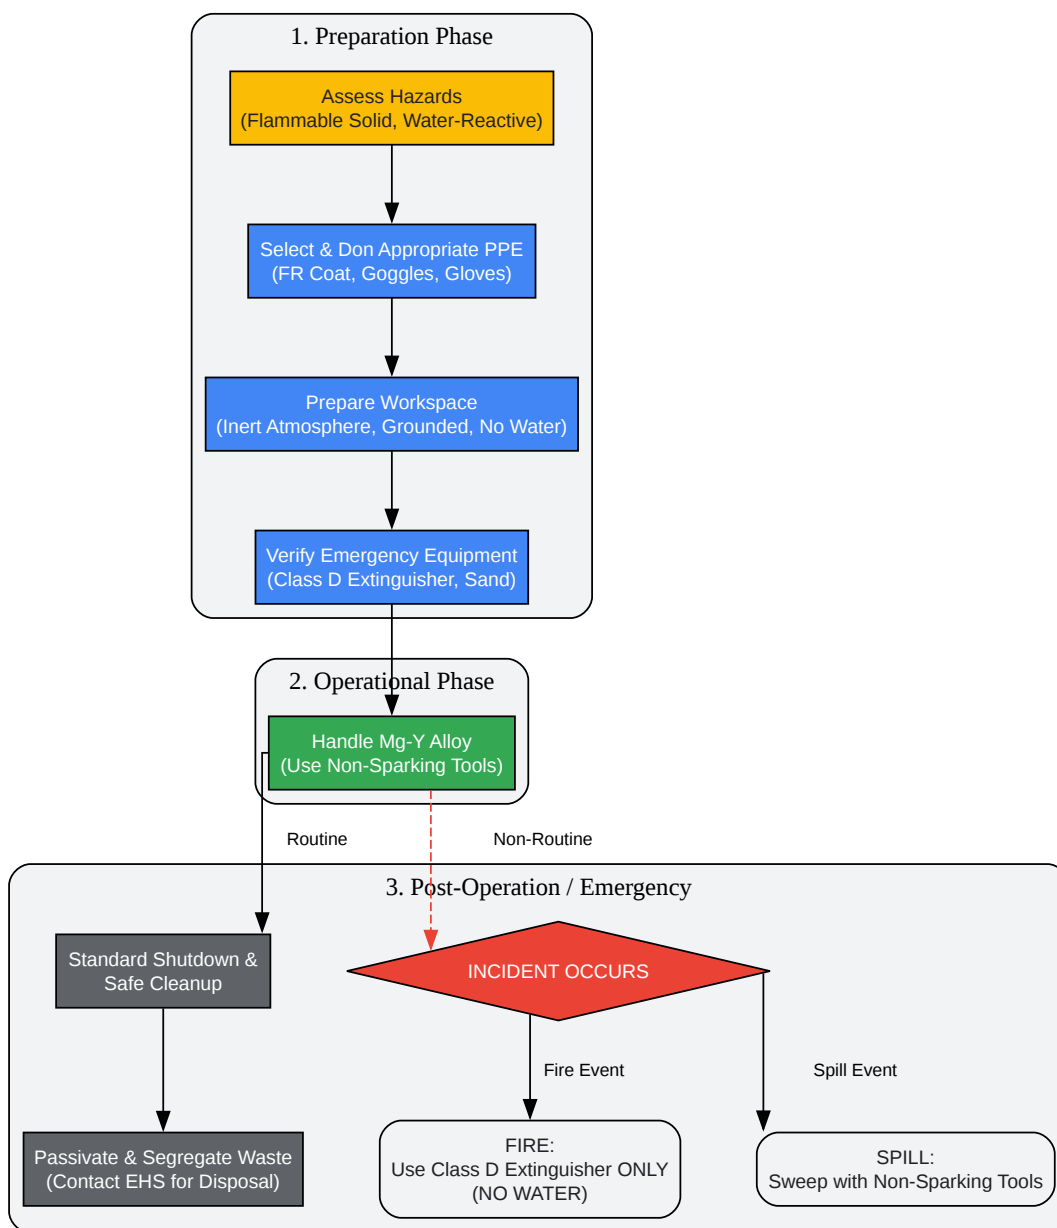 1. Preparation Phase
Assess Hazards
(Flammable Solid, Water-Reactive)
Select & Don Appropriate PPE
(FR Coat, Goggles, Gloves)
Prepare Workspace
(Inert Atmosphere, Grounded, No Water)
Verify Emergency Equipment
(Class D Extinguisher, Sand)
2. Operational Phase
Handle Mg-Y Alloy
(Use Non-Sparking Tools)
Routine
Non-Routine
3. Post-Operation / Emergency
Standard Shutdown &
Safe Cleanup
INCIDENT OCCURS
Fire Event
Spill Event
Passivate & Segregate Waste
(Contact EHS for Disposal)
FIRE:
Use Class D Extinguisher ONLY
(NO WATER)
SPILL:
Sweep with Non-Sparking Tools